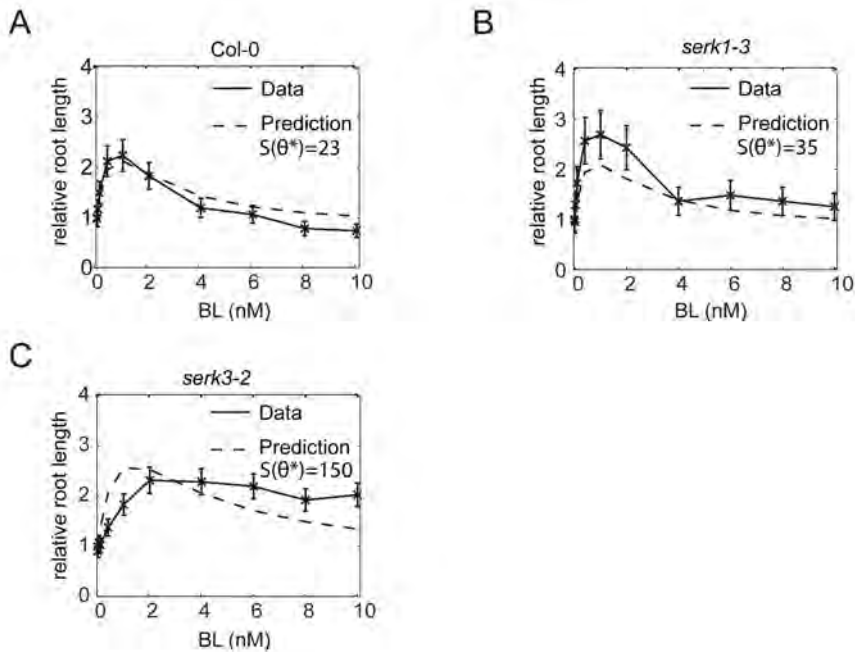 A
Col-0
4
3
2
1
0
relative root length
Data
Prediction
S(θ*)=23
0 2 4 6 8 10
BL (nM)
B
serk1-3
4
3
2
1
0
relative root length
Data
Prediction
S(θ*)=35
0 2 4 6 8 10
BL (nM)
C
serk3-2
4
3
2
1
0
relative root length
Data
Prediction
S(θ*)=150
0 2 4 6 8 10
BL (nM)